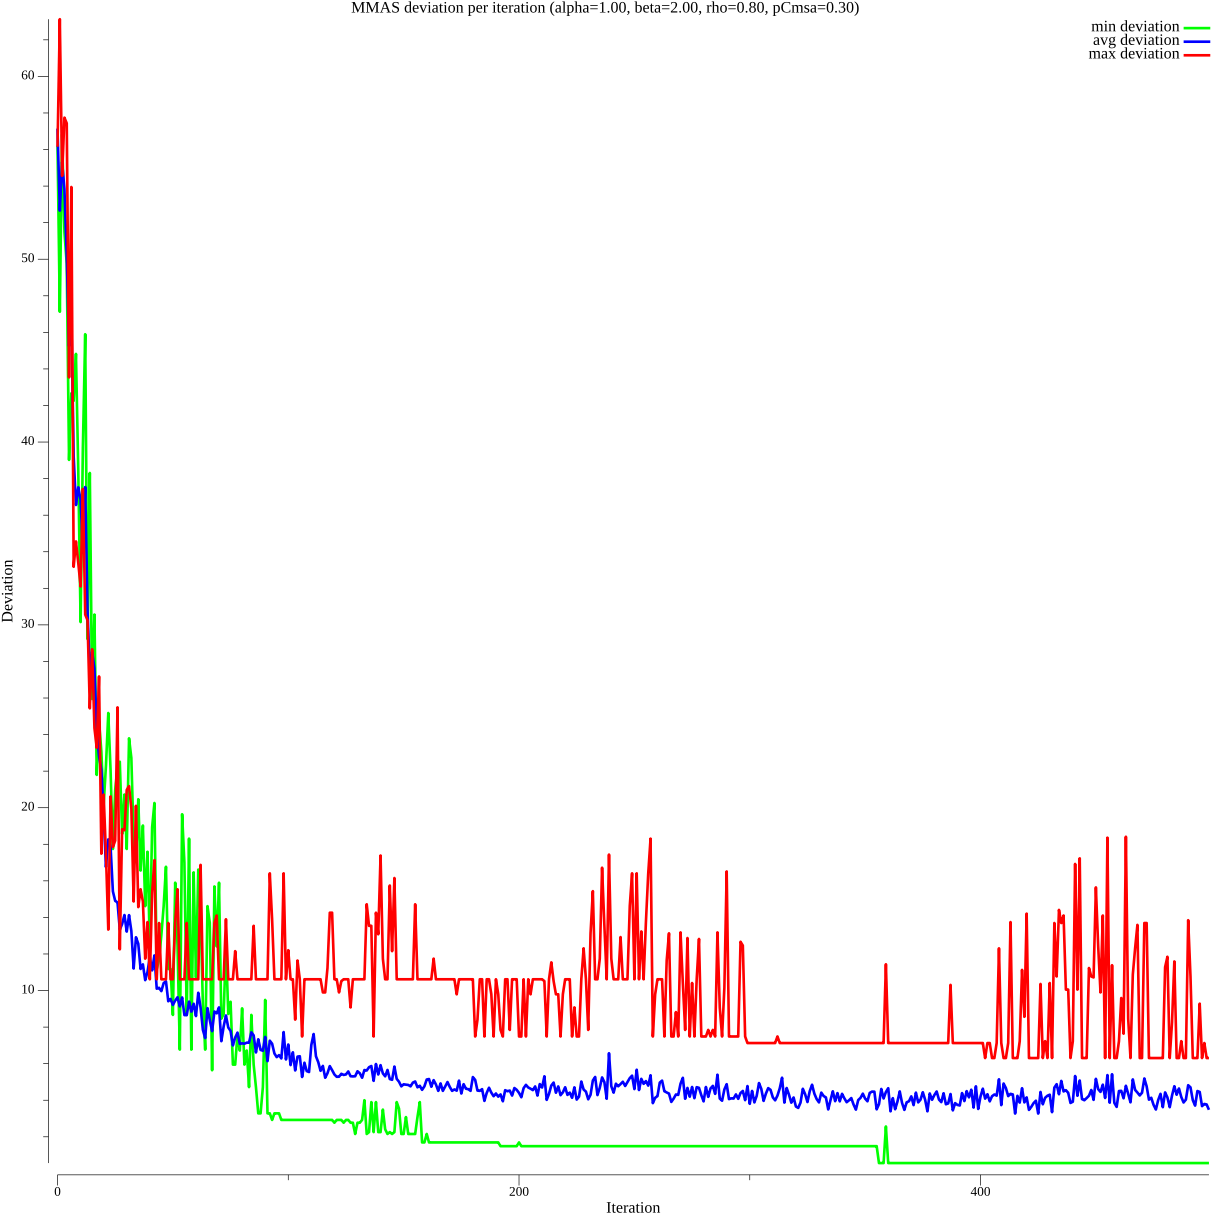 MMAS deviation per iteration (alpha=1.00, beta=2.00, rho=0.80, pCmsa=0.30)
min deviation
avg deviation
max deviation
60
50
40
30
20
10
Deviation
0
200
400
Iteration